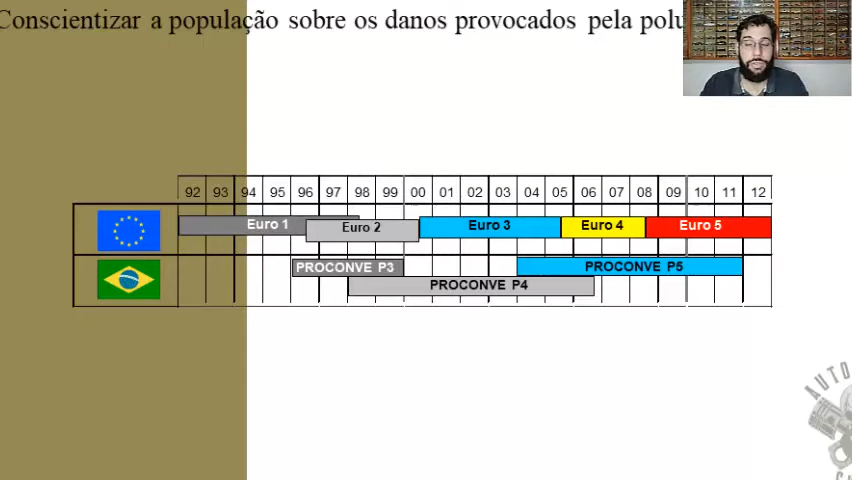 Conscientizar a população sobre os danos provocados pela polu
92 93 94 95 96 97 98 99 00 01 02 03 04 05 06 07 08 09 10 11 12
Euro 1 Euro 2 Euro 3 Euro 4 Euro 5
PROCONVE P3 PROCONVE P5
PROCONVE P4
AUTO